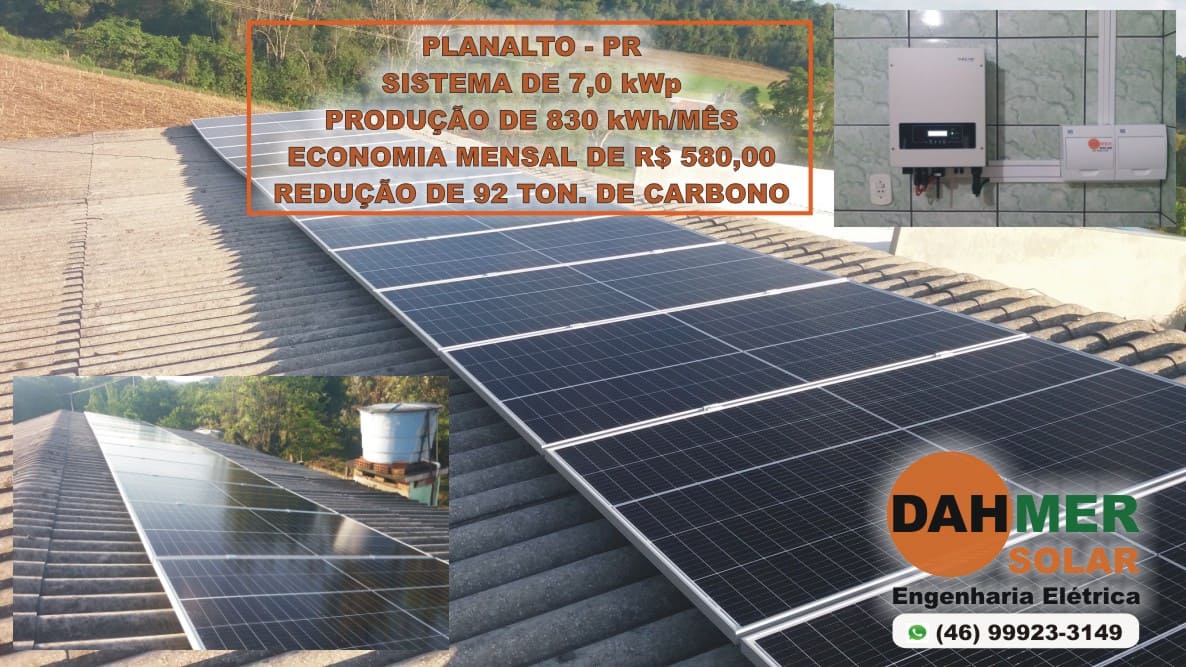 PLANALTO - PR
SISTEMA DE 7,0 kWp
PRODUÇÃO DE 830 kWh/MÊS
ECONOMIA MENSAL DE R$ 580,00
REDUÇÃO DE 92 TON. DE CARBONO
DAHMER
SOLAR
Engenharia Elétrica
(46) 99923-3149